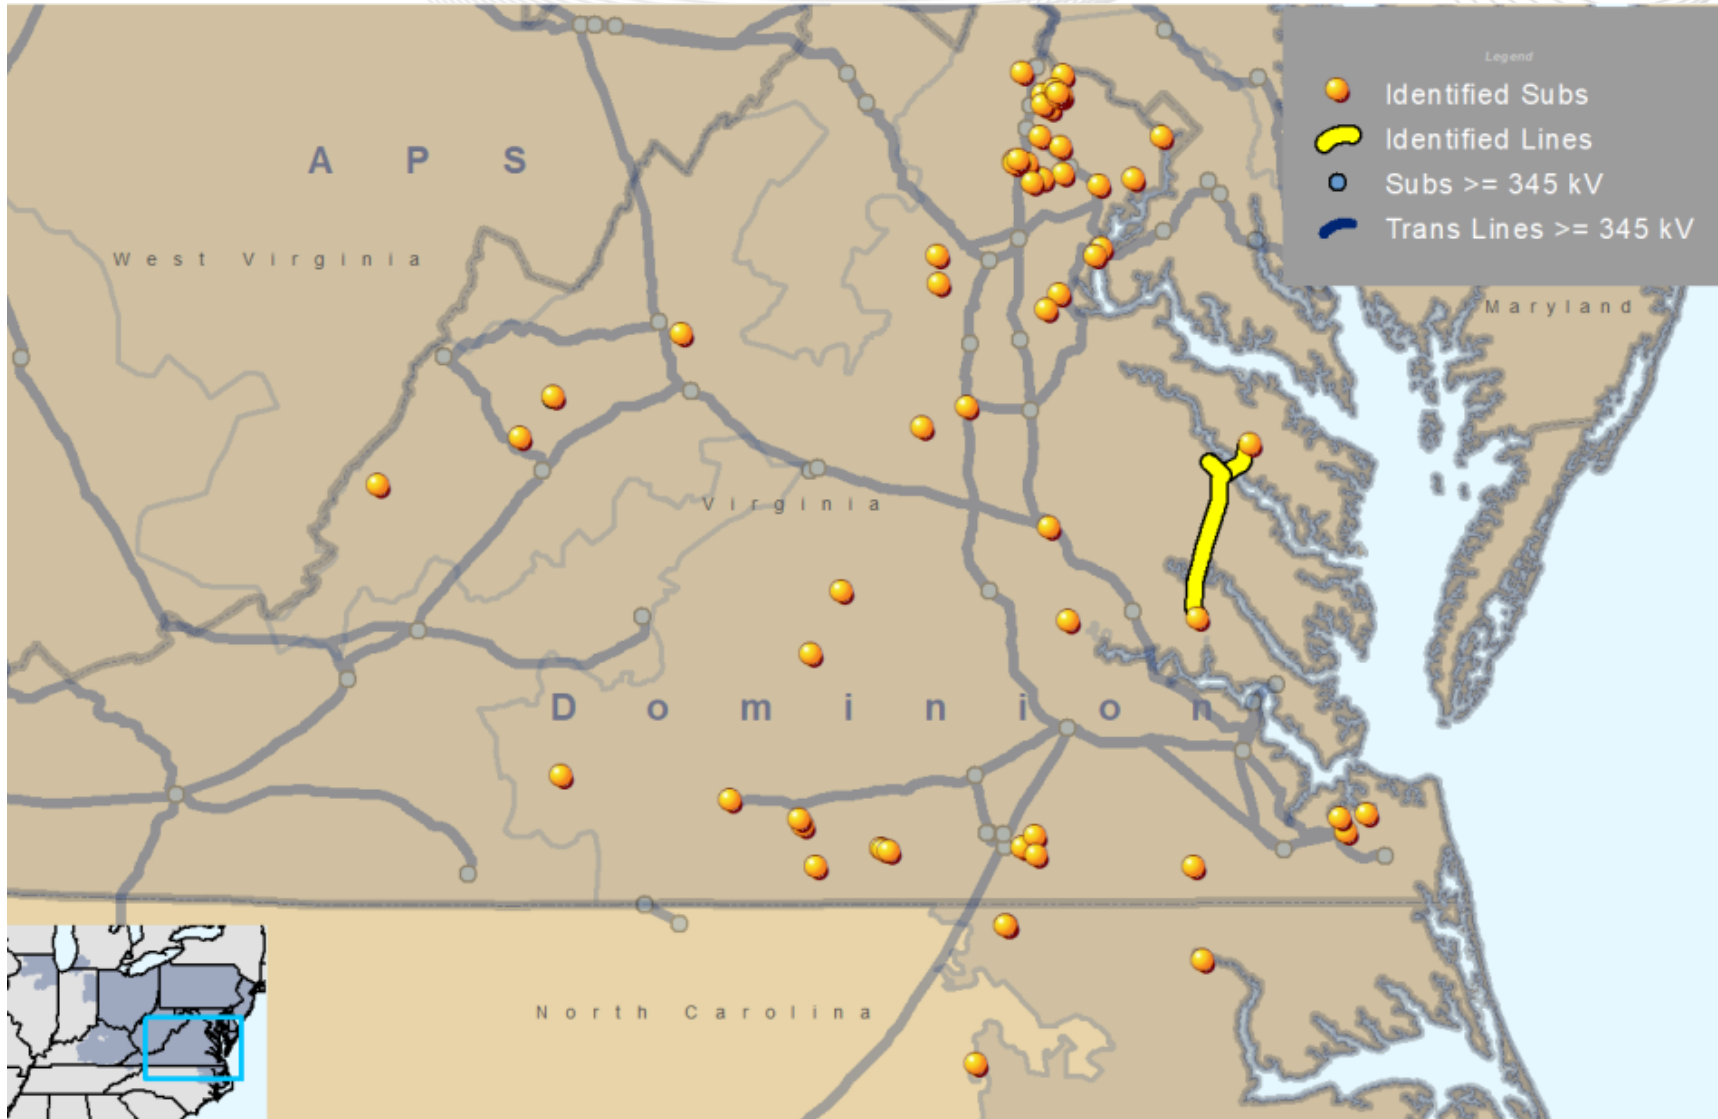 Legend
Identified Subs
Identified Lines
Subs >= 345 kV
Trans Lines >= 345 kV
APS
West Virginia
Maryland
Virginia
Dominion
North Carolina